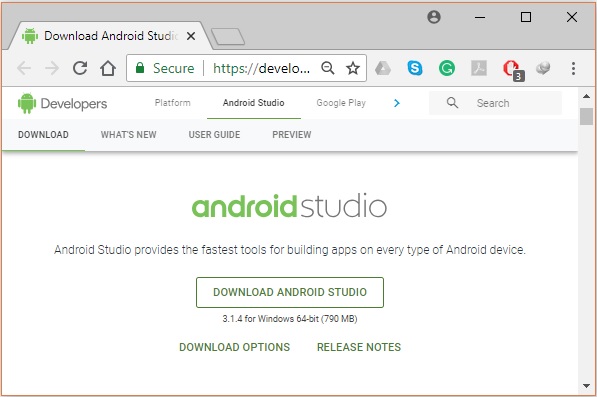 Download Android Studio
Secure https://develo...
3
Developers Platform Android Studio Google Play Search
DOWNLOAD WHAT'S NEW USER GUIDE PREVIEW
androidstudio
Android Studio provides the fastest tools for building apps on every type of Android device.
DOWNLOAD ANDROID STUDIO
3.1.4 for Windows 64-bit (790 MB)
DOWNLOAD OPTIONS RELEASE NOTES